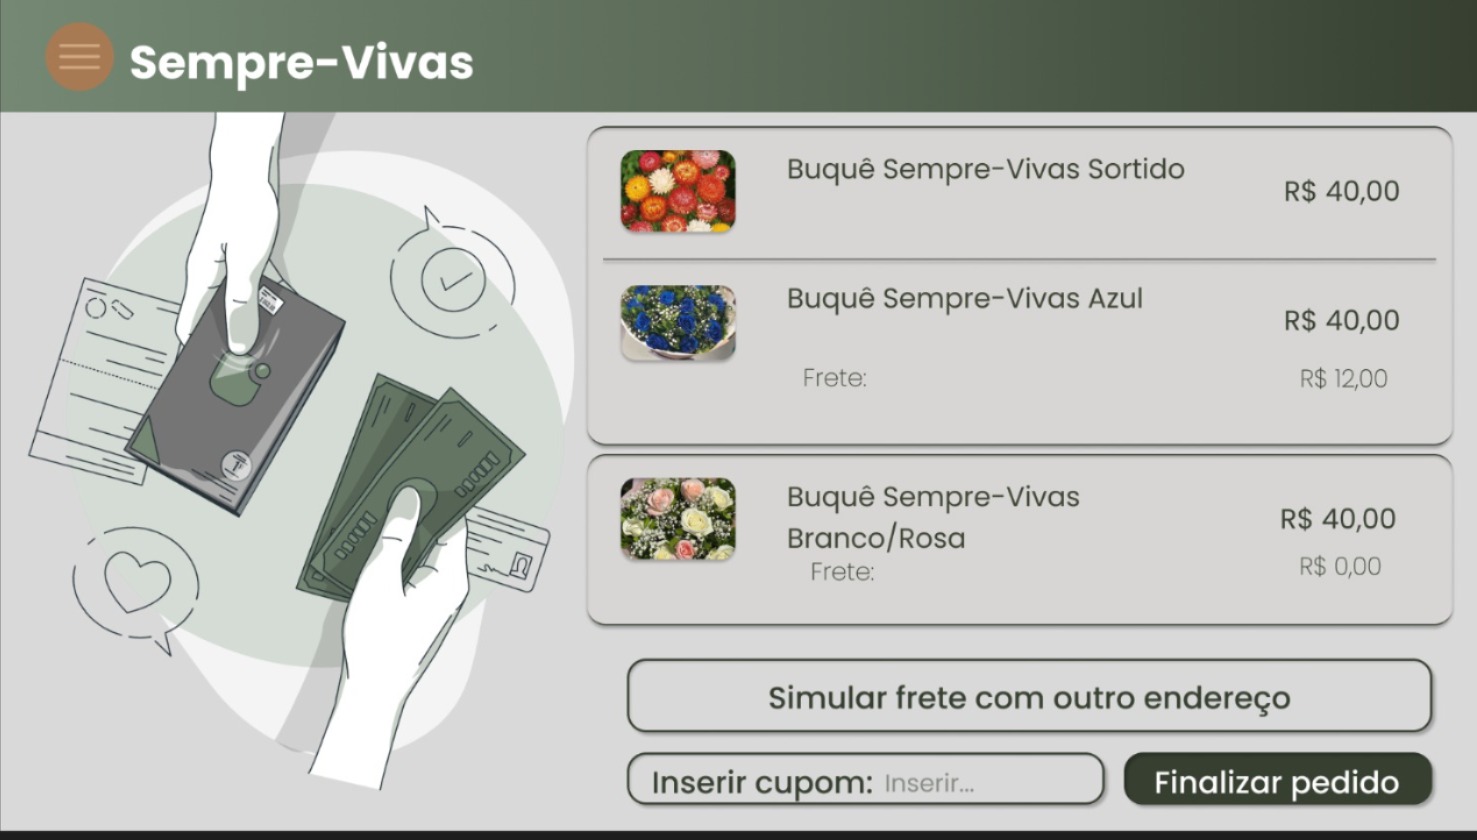 Sempre-Vivas
Buquê Sempre-Vivas Sortido
R$ 40,00
Buquê Sempre-Vivas Azul
R$ 40,00
Frete:
R$ 12,00
Buquê Sempre-Vivas
Branco/Rosa
R$ 40,00
Frete:
R$ 0,00
Simular frete com outro endereço
Inserir cupom: Inserir...
Finalizar pedido